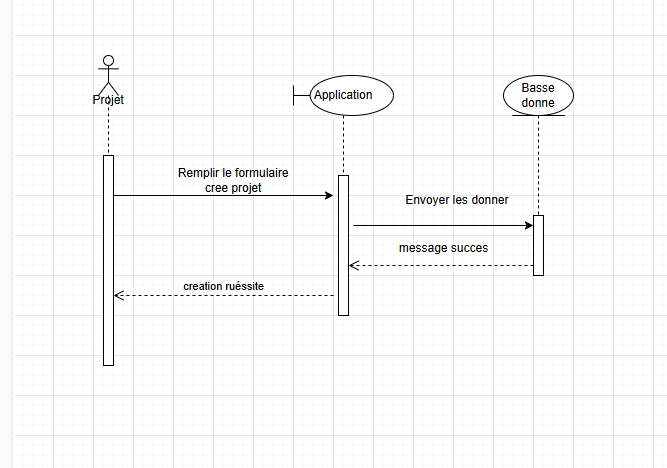 Projet
Application
Basse
donne
Remplir le formulaire
cree projet
Envoyer les donner
message succes
creation ruéssite